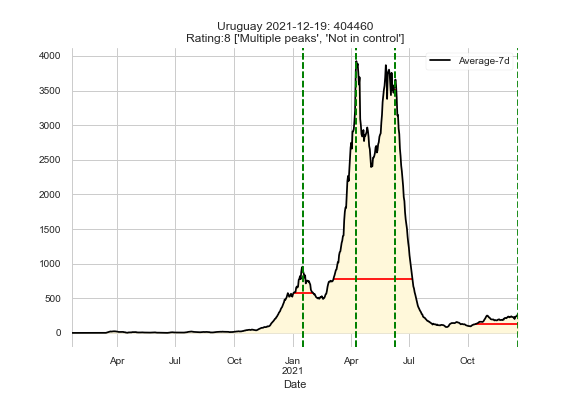 Uruguay 2021-12-19: 404460
Rating:8 ['Multiple peaks', 'Not in control']
Average-7d
4000
3500
3000
2500
2000
1500
1000
500
0
Apr Jul Oct Jan Apr Jul Oct
2021
Date